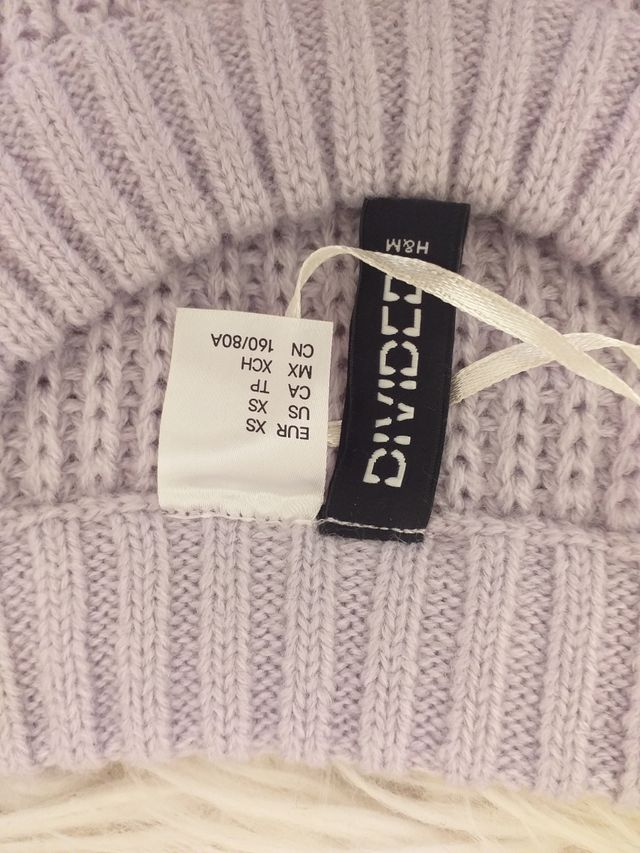 EUR XS
US XS
CA TP
MX XCH
CN 160/80A
DIVIDED
H&M